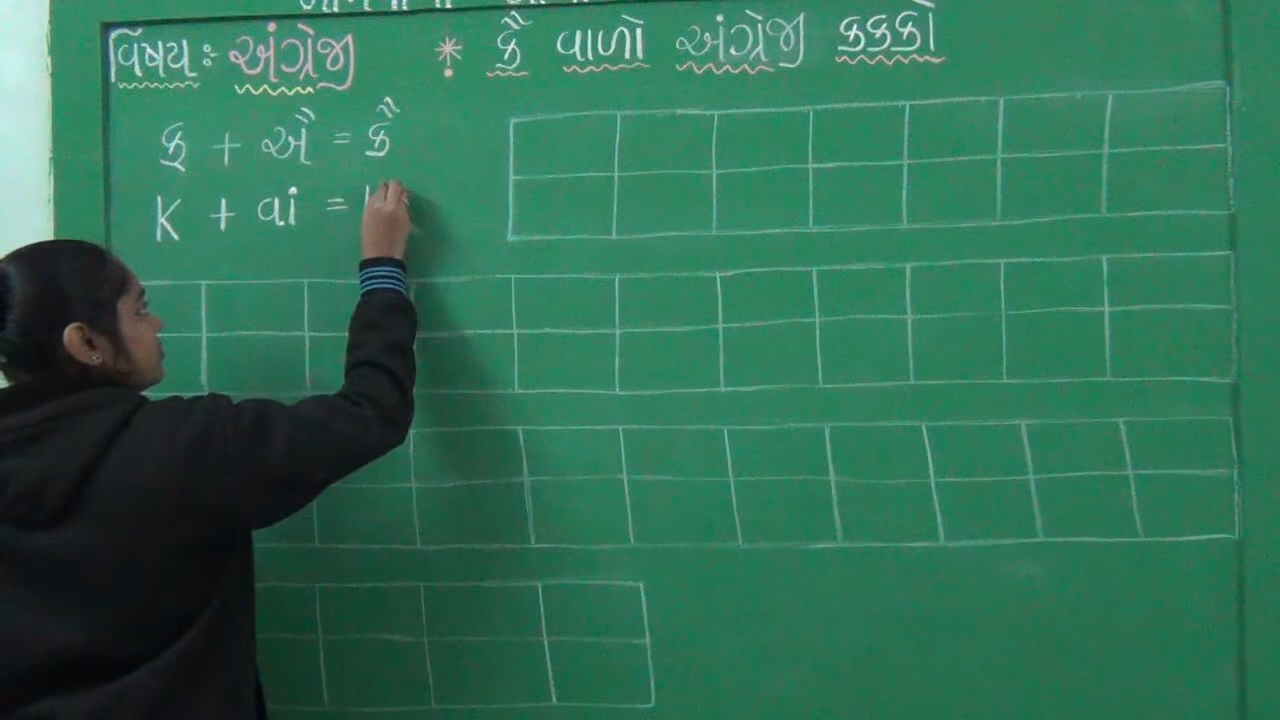 વિષય: અંગ્રેજી * કૈ વાળો અંગ્રેજી કક્કો
ક્ + ઐ = કૈ
K + ai =